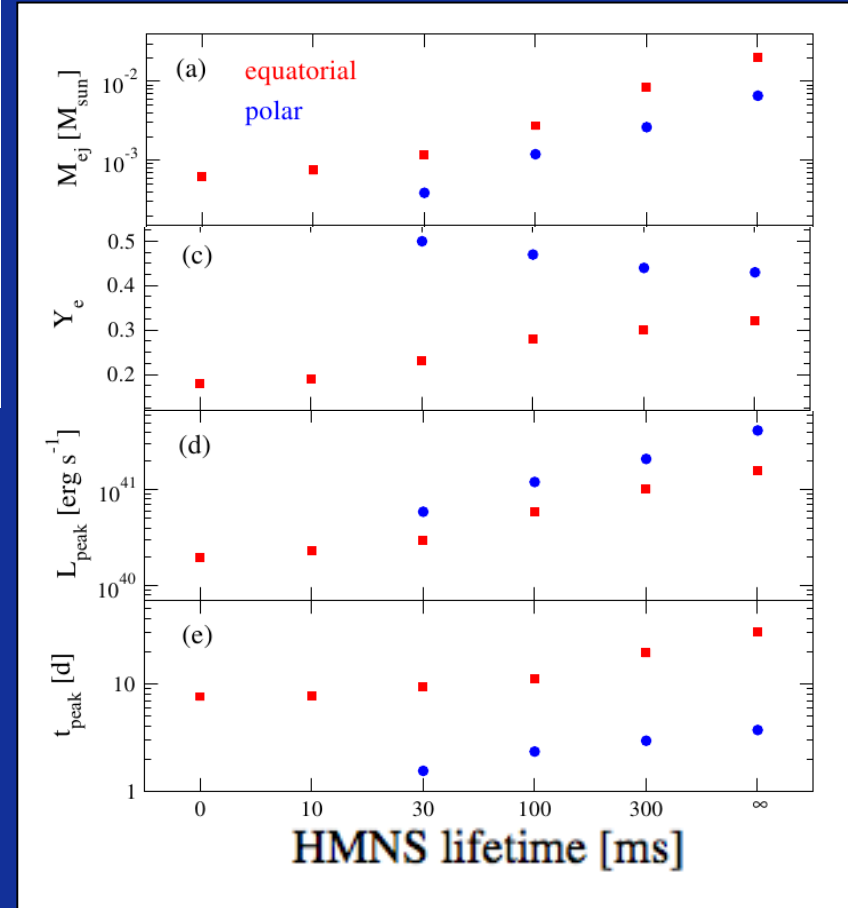 (a)
equatorial
polar
M_ej [M_sun]
10^-2
10^-3
(c)
Y_e
0.5
0.4
0.3
0.2
(d)
L_peak [erg s^-1]
10^41
10^40
(e)
t_peak [d]
10
1
0 10 30 100 300 ∞
HMNS lifetime [ms]